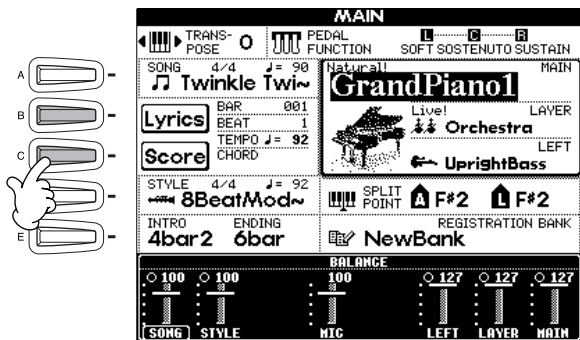 MAIN
TRANS-
POSE 0
PEDAL
FUNCTION
L C R
SOFT SOSTENUTO SUSTAIN
A
B
C
E
SONG 4/4 ♩= 90
Twinkle Twi~
Lyrics
Score
BAR 001
BEAT 1
TEMPO ♩= 92
CHORD
Natural! MAIN
GrandPiano1
Live! LAYER
Orchestra
LEFT
UprightBass
STYLE 4/4 ♩= 92
8BeatMod~
SPLIT
POINT A F#2 L F#2
INTRO ENDING
4bar2 6bar
REGISTRATION BANK
NewBank
BALANCE
100 100 100 127 127 127
SONG STYLE MIC LEFT LAYER MAIN